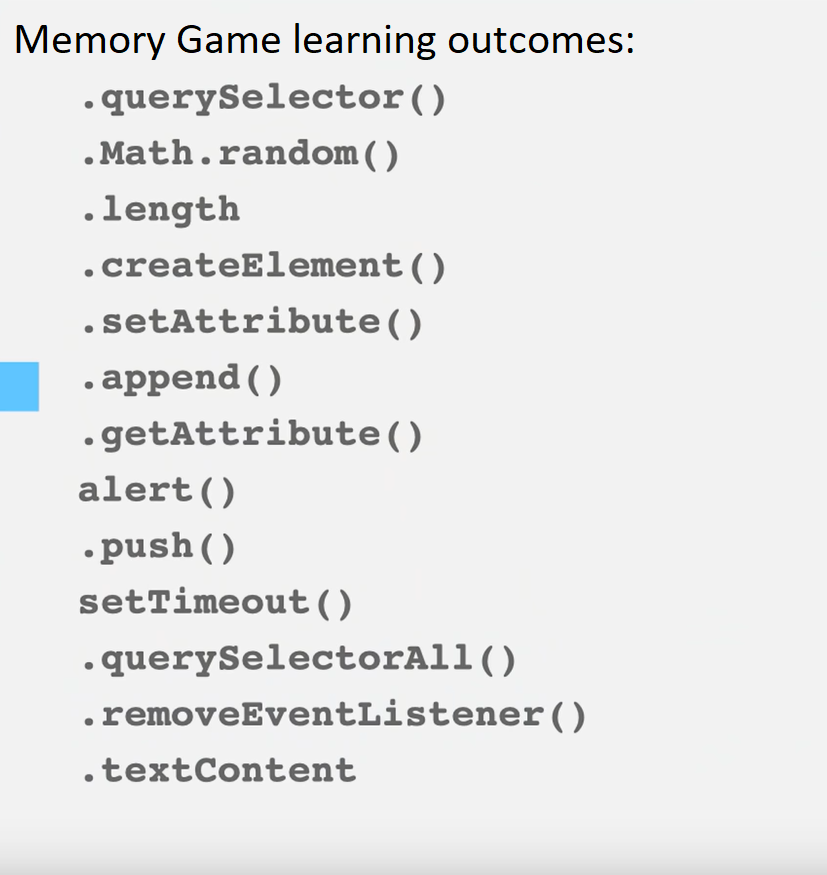 Memory Game learning outcomes:
.querySelector()
.Math.random()
.length
.createElement()
.setAttribute()
.append()
.getAttribute()
alert()
.push()
setTimeout()
.querySelectorAll()
.removeEventListener()
.textContent